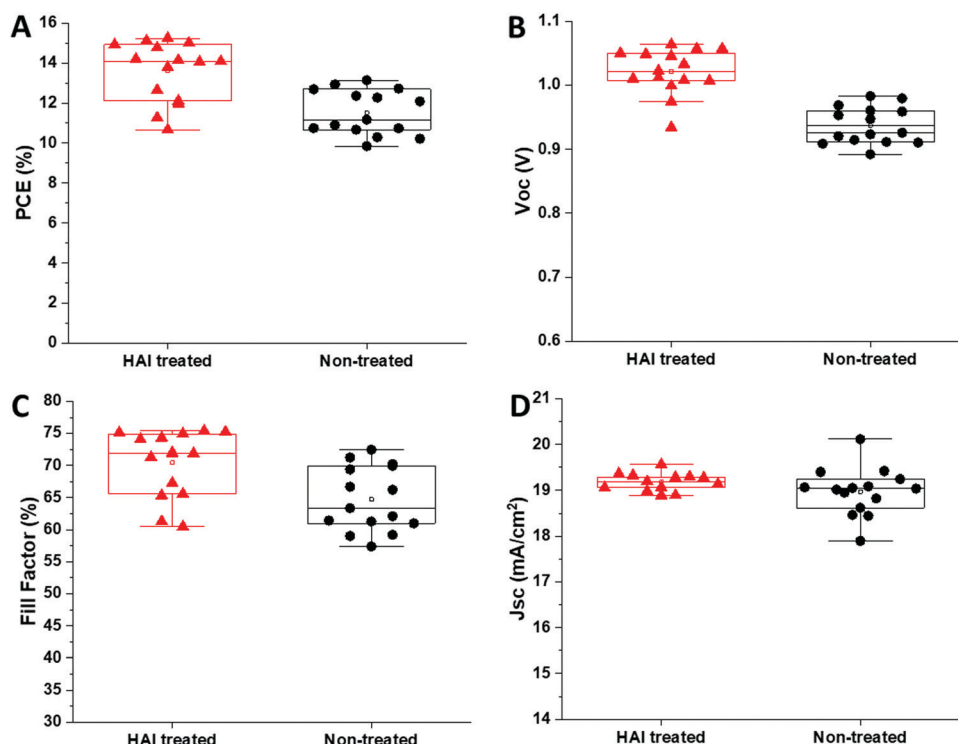 A
PCE (%)
16
14
12
10
8
6
4
2
0
HAI treated
Non-treated
B
Voc (V)
1.1
1.0
0.9
0.8
0.7
0.6
HAI treated
Non-treated
C
Fill Factor (%)
80
75
70
65
60
55
50
45
40
35
30
HAI treated
Non-treated
D
Jsc (mA/cm²)
21
20
19
18
17
16
15
14
HAI treated
Non-treated